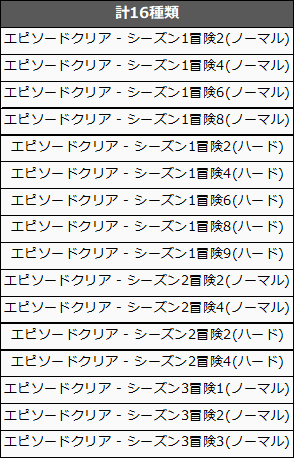 計16種類
エピソードクリア - シーズン1冒険2(ノーマル)
エピソードクリア - シーズン1冒険4(ノーマル)
エピソードクリア - シーズン1冒険6(ノーマル)
エピソードクリア - シーズン1冒険8(ノーマル)
エピソードクリア - シーズン1冒険2(ハード)
エピソードクリア - シーズン1冒険4(ハード)
エピソードクリア - シーズン1冒険6(ハード)
エピソードクリア - シーズン1冒険8(ハード)
エピソードクリア - シーズン1冒険9(ハード)
エピソードクリア - シーズン2冒険2(ノーマル)
エピソードクリア - シーズン2冒険4(ノーマル)
エピソードクリア - シーズン2冒険2(ハード)
エピソードクリア - シーズン2冒険4(ハード)
エピソードクリア - シーズン3冒険1(ノーマル)
エピソードクリア - シーズン3冒険2(ノーマル)
エピソードクリア - シーズン3冒険3(ノーマル)